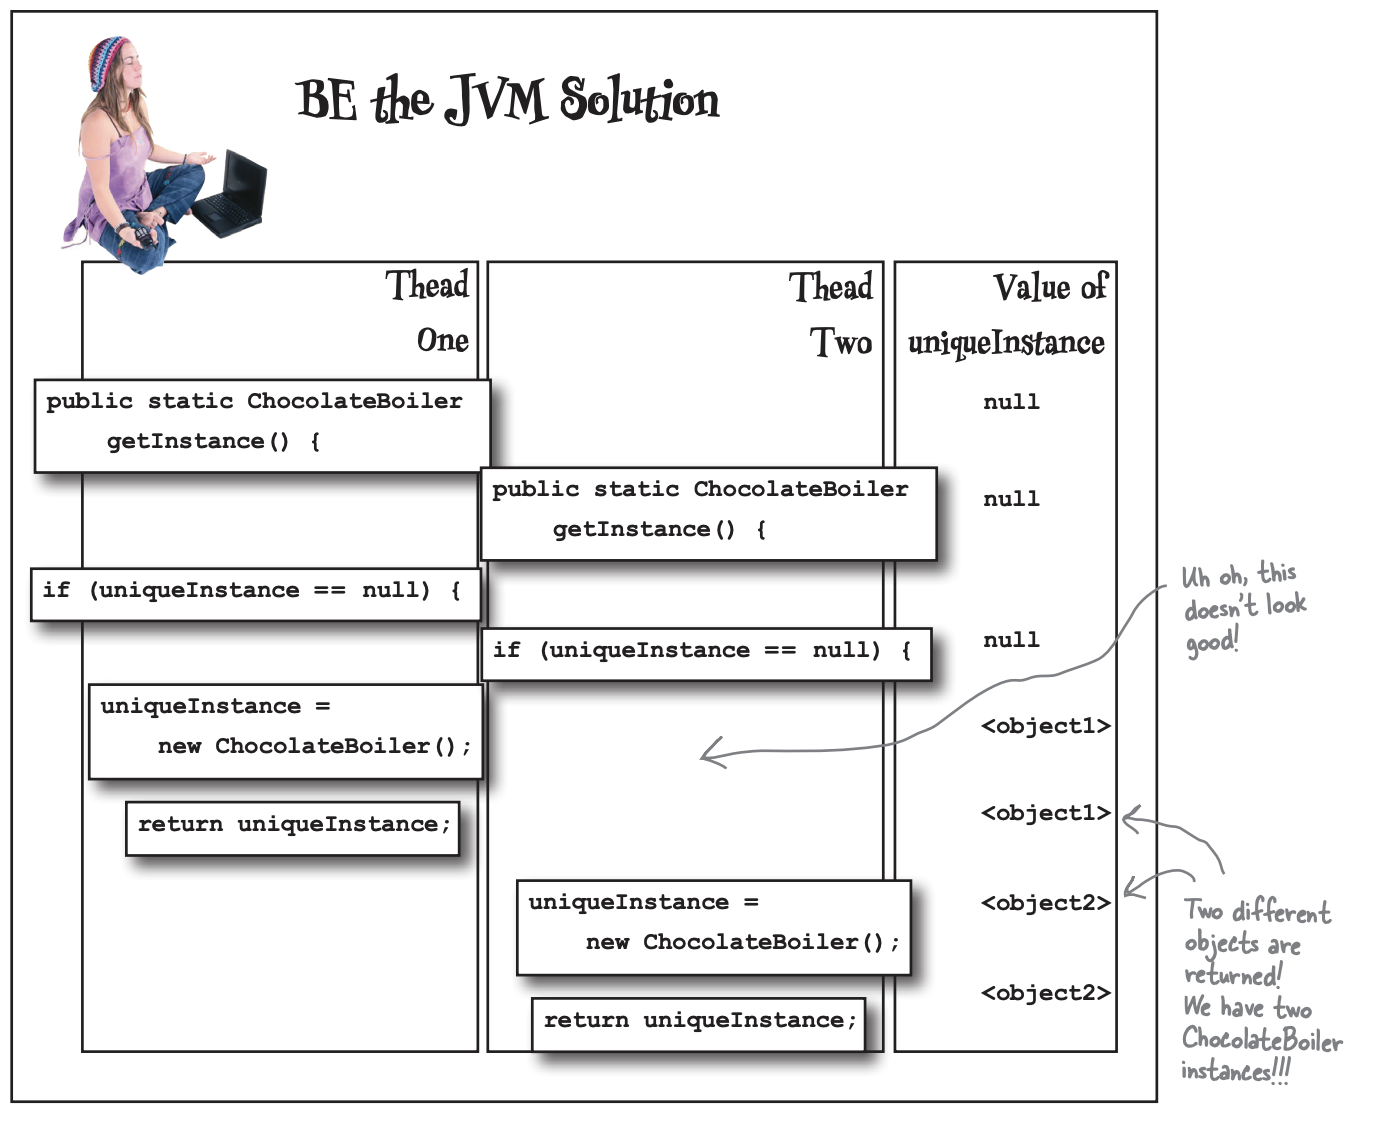 BE the JVM Solution
Thead
One
Thead
Two
Value of
uniqueInstance
public static ChocolateBoiler
getInstance() {
null
public static ChocolateBoiler
getInstance() {
null
if (uniqueInstance == null) {
if (uniqueInstance == null) {
null
uniqueInstance =
new ChocolateBoiler();
<object1>
return uniqueInstance;
<object1>
uniqueInstance =
new ChocolateBoiler();
<object2>
return uniqueInstance;
<object2>
Uh oh, this
doesn't look
good!
Two different
objects are
returned!
We have two
ChocolateBoiler
instances!!!